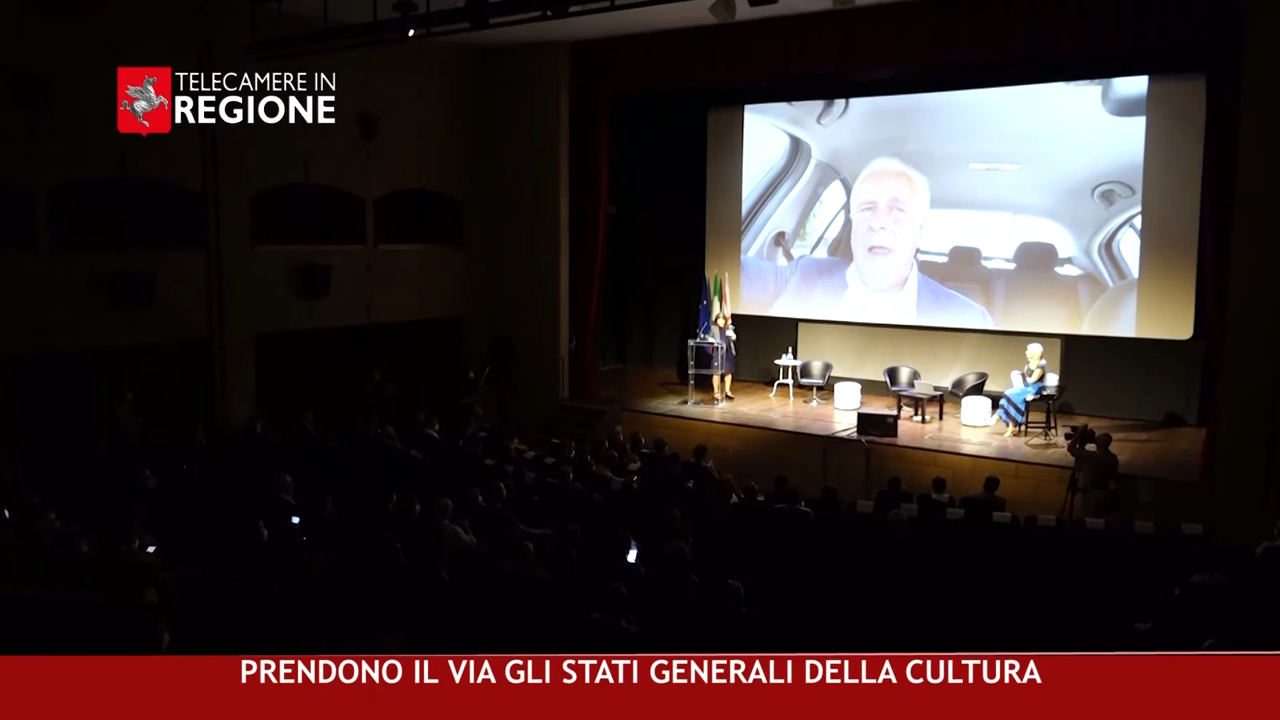 TELECAMERE IN
REGIONE
PRENDONO IL VIA GLI STATI GENERALI DELLA CULTURA